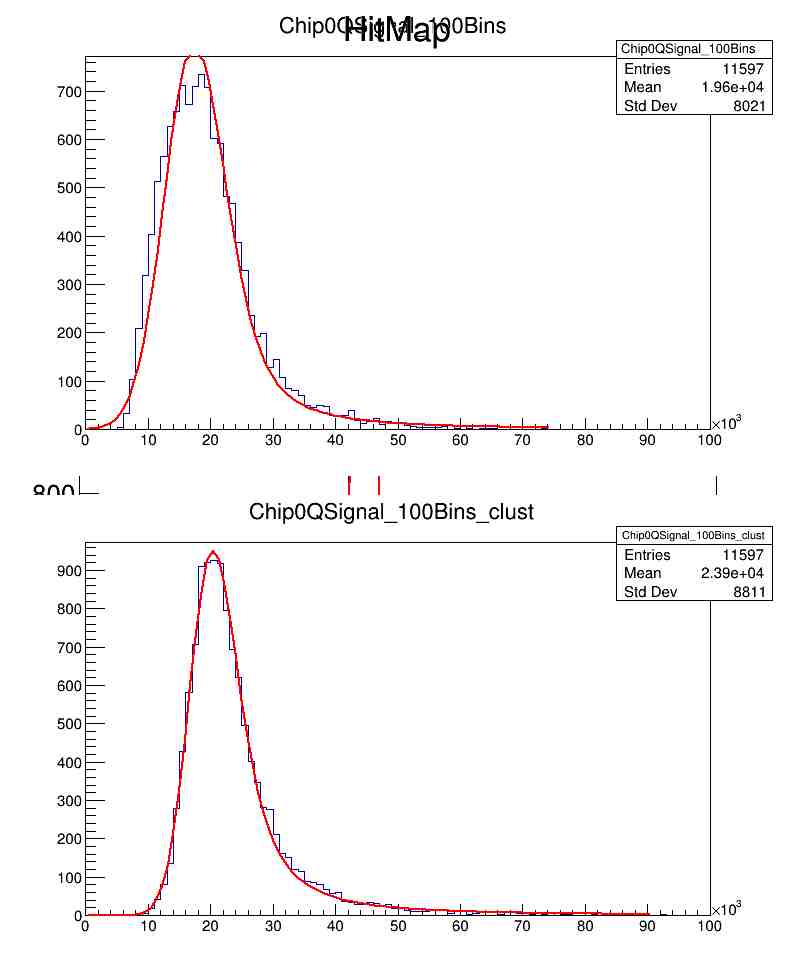 Chip0QSignal_100Bins
HitMap
Chip0QSignal_100Bins
Entries 11597
Mean 1.96e+04
Std Dev 8021
700
600
500
400
300
200
100
0
0 10 20 30 40 50 60 70 80 90 100
×10³
800
Chip0QSignal_100Bins_clust
Chip0QSignal_100Bins_clust
Entries 11597
Mean 2.39e+04
Std Dev 8811
900
800
700
600
500
400
300
200
100
0
0 10 20 30 40 50 60 70 80 90 100
×10³